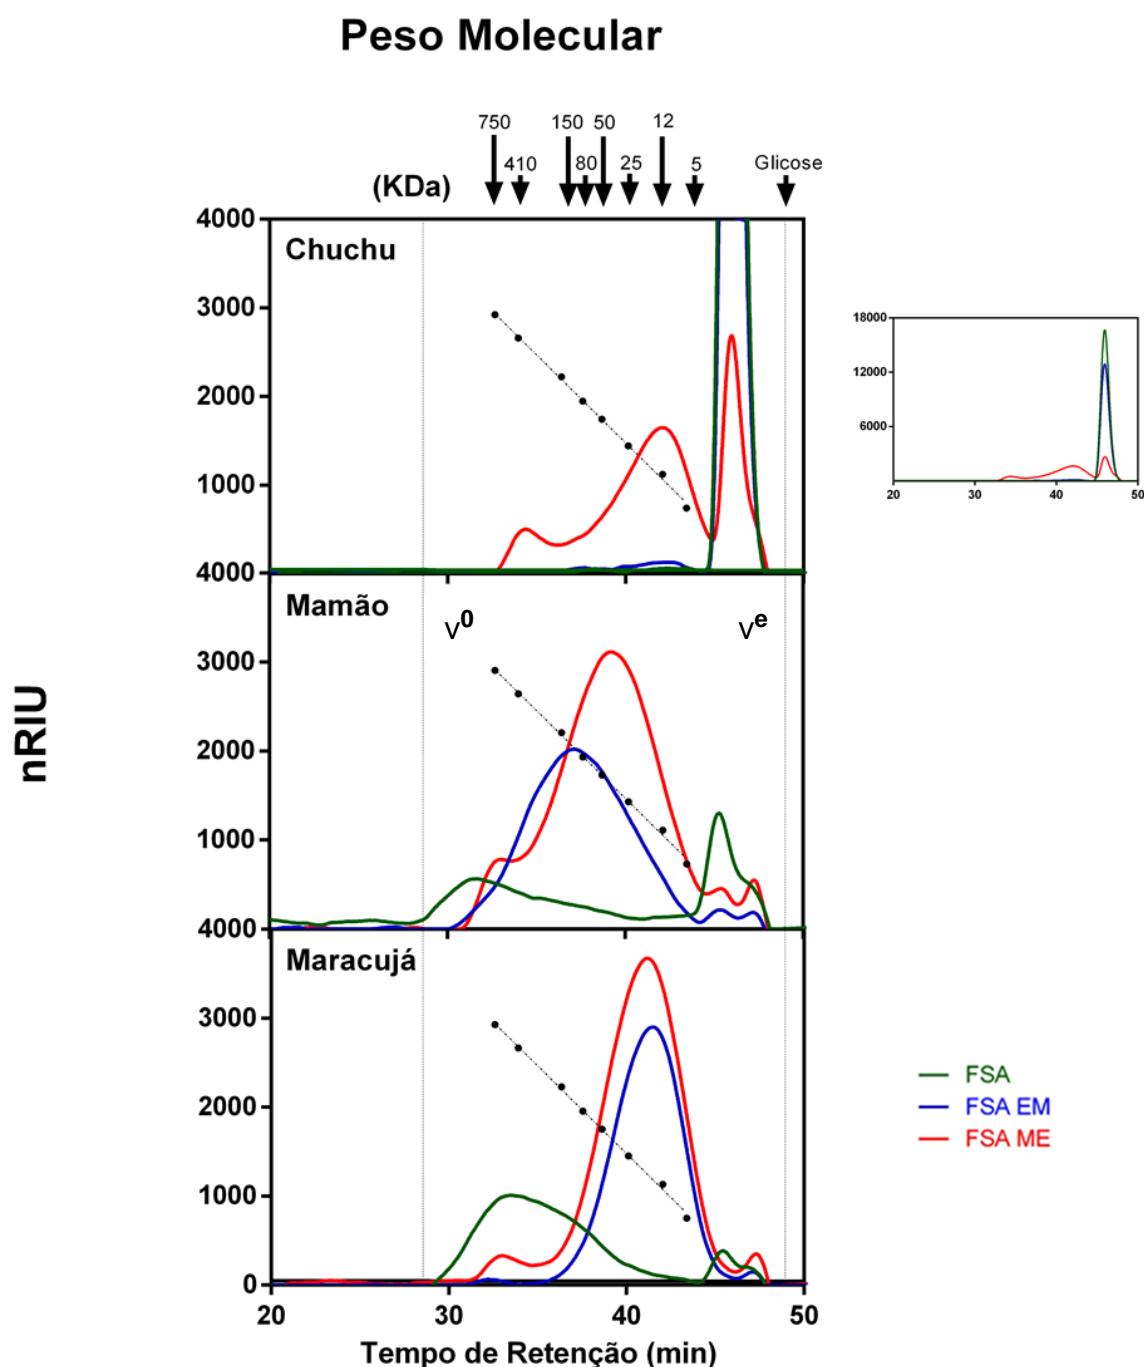 Peso Molecular
750 150 50 12
410 80 25 5 Glicose
(KDa)
4000
Chuchu
3000
2000
1000
18000
12000
6000
20 30 40 50
4000
Mamão
V0 Ve
3000
2000
1000
nRIU
4000
Maracujá
3000
2000
1000
0
FSA
FSA EM
FSA ME
20 30 40 50
Tempo de Retenção (min)